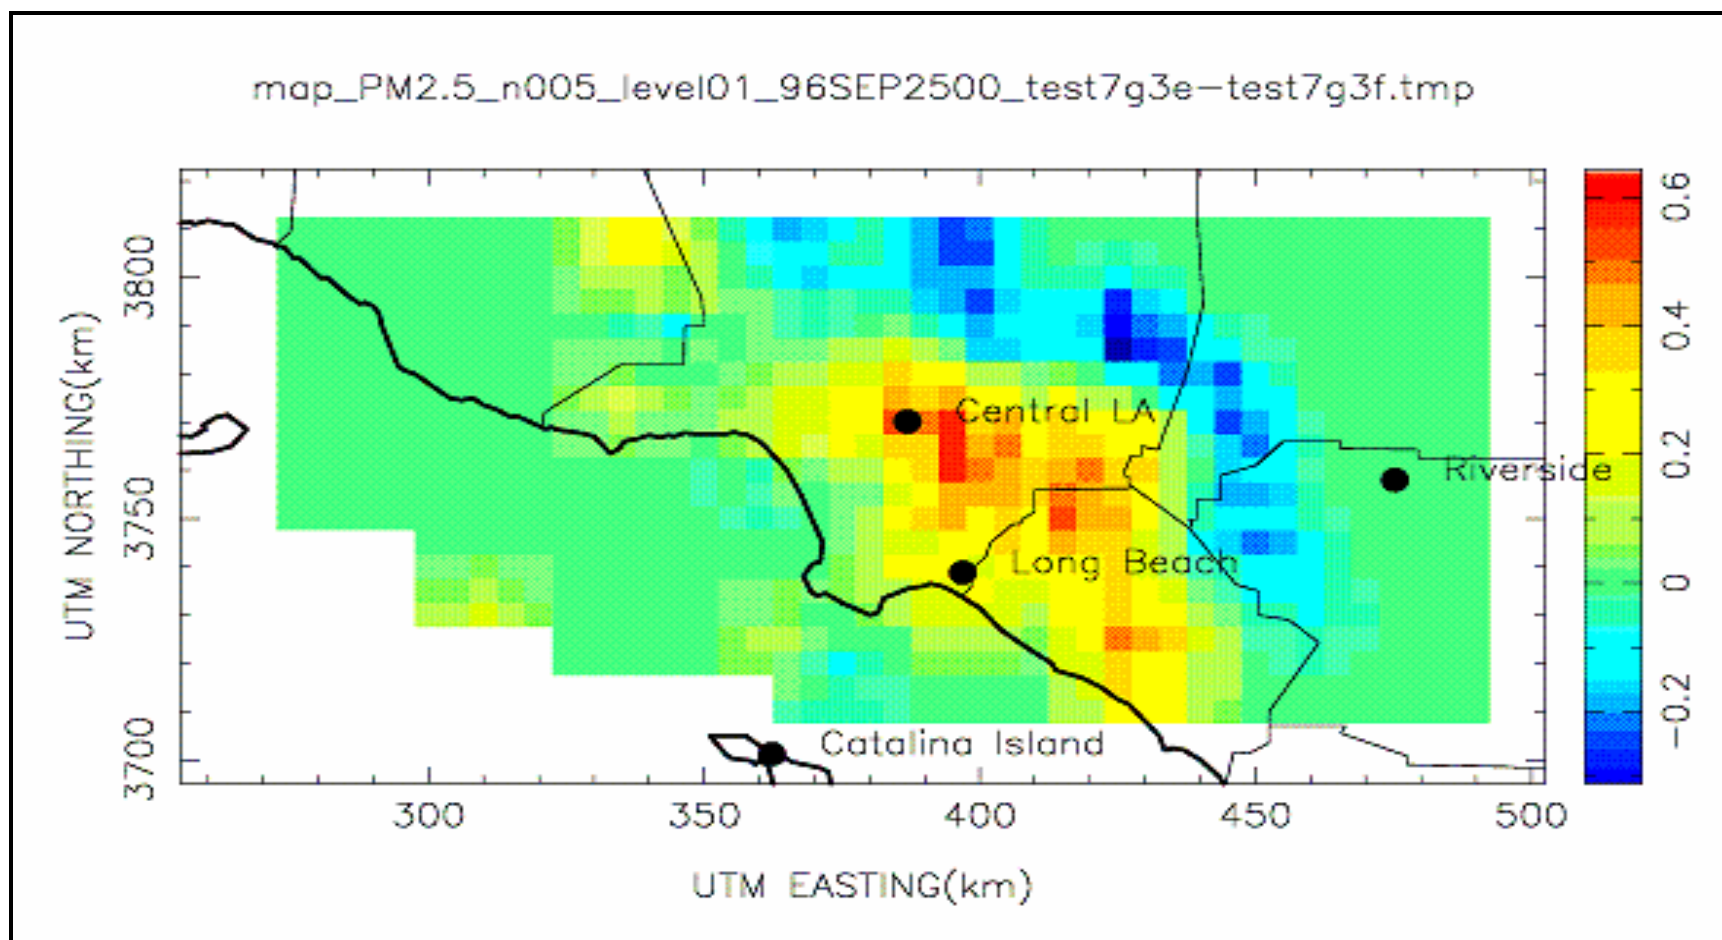 map_PM2.5_n005_level01_96SEP2500_test7g3e-test7g3f.tmp
UTM NORTHING(km)
3800
3750
3700
Central LA
Riverside
Long Beach
Catalina Island
0.6
0.4
0.2
0
-0.2
300 350 400 450 500
UTM EASTING(km)